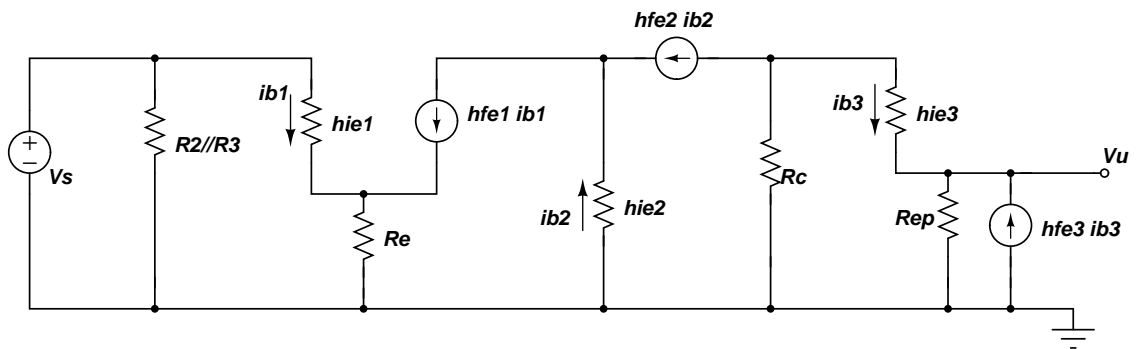 hfe2 ib2
ib1
hie1
hfe1 ib1
ib3
hie3
R2//R3
Vs
Vu
Rc
ib2
hie2
Rep
hfe3 ib3
Re